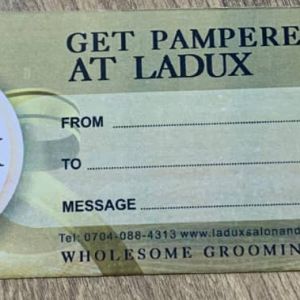 GET PAMPERE
AT LADUX
FROM ........................................
TO ........................................
MESSAGE ..............................
Tel: 0704-088-4313 www.laduxsalonand
WHOLESOME GROOMIN